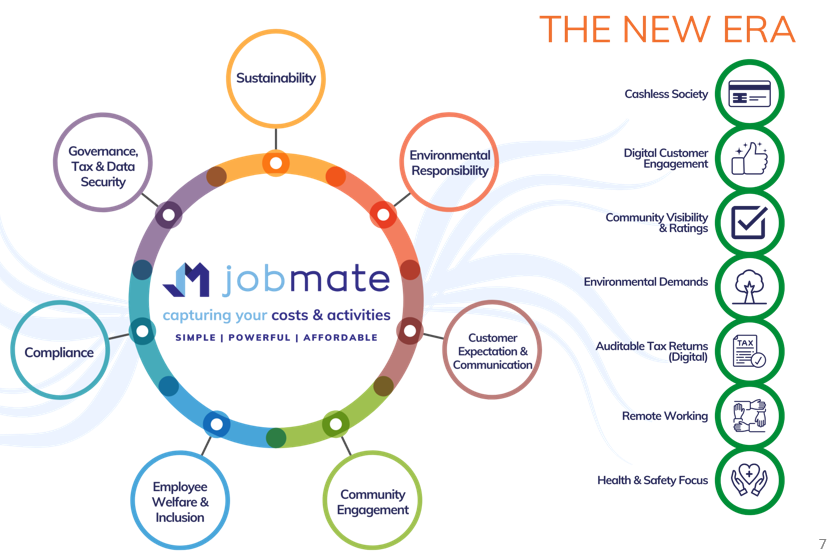 THE NEW ERA
Sustainability
Governance,
Tax & Data
Security
Environmental
Responsibility
jobmate
capturing your costs & activities
SIMPLE | POWERFUL | AFFORDABLE
Compliance
Customer
Expectation &
Communication
Employee
Welfare &
Inclusion
Community
Engagement
Cashless Society
Digital Customer
Engagement
Community Visibility
& Ratings
Environmental Demands
Auditable Tax Returns
(Digital)
TAX
Remote Working
Health & Safety Focus
7